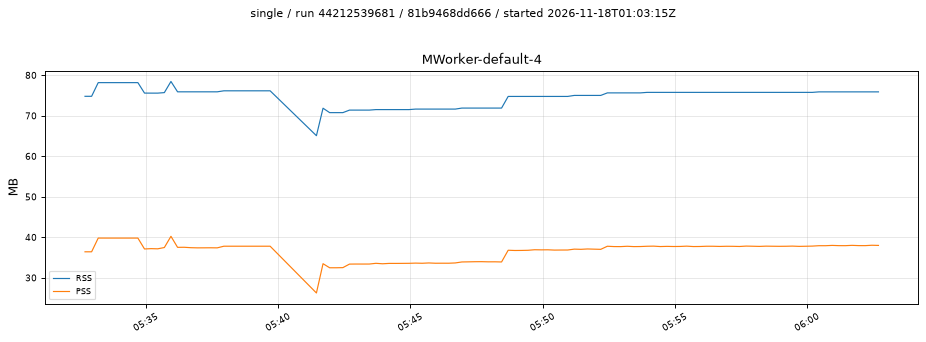 single / run 44212539681 / 81b9468dd666 / started 2026-11-18T01:03:15Z
MWorker-default-4
MB
80
70
60
50
40
30
RSS
PSS
05:35
05:40
05:45
05:50
05:55
06:00